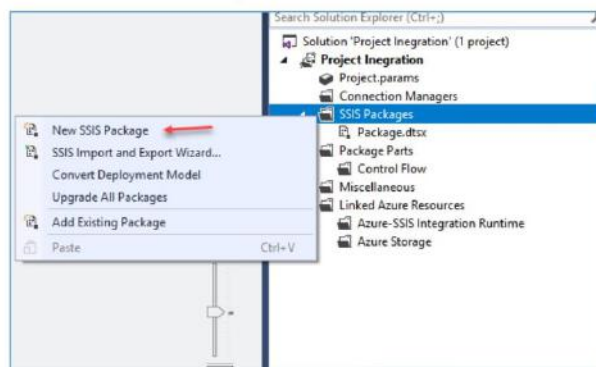 Search Solution Explorer (Ctrl+;)
Solution 'Project Inegration' (1 project)
Project Inegration
Project.params
Connection Managers
SSIS Packages
Package.dtsx
Package Parts
Control Flow
Miscellaneous
Linked Azure Resources
Azure-SSIS Integration Runtime
Azure Storage
New SSIS Package
SSIS Import and Export Wizard...
Convert Deployment Model
Upgrade All Packages
Add Existing Package
Paste Ctrl+V